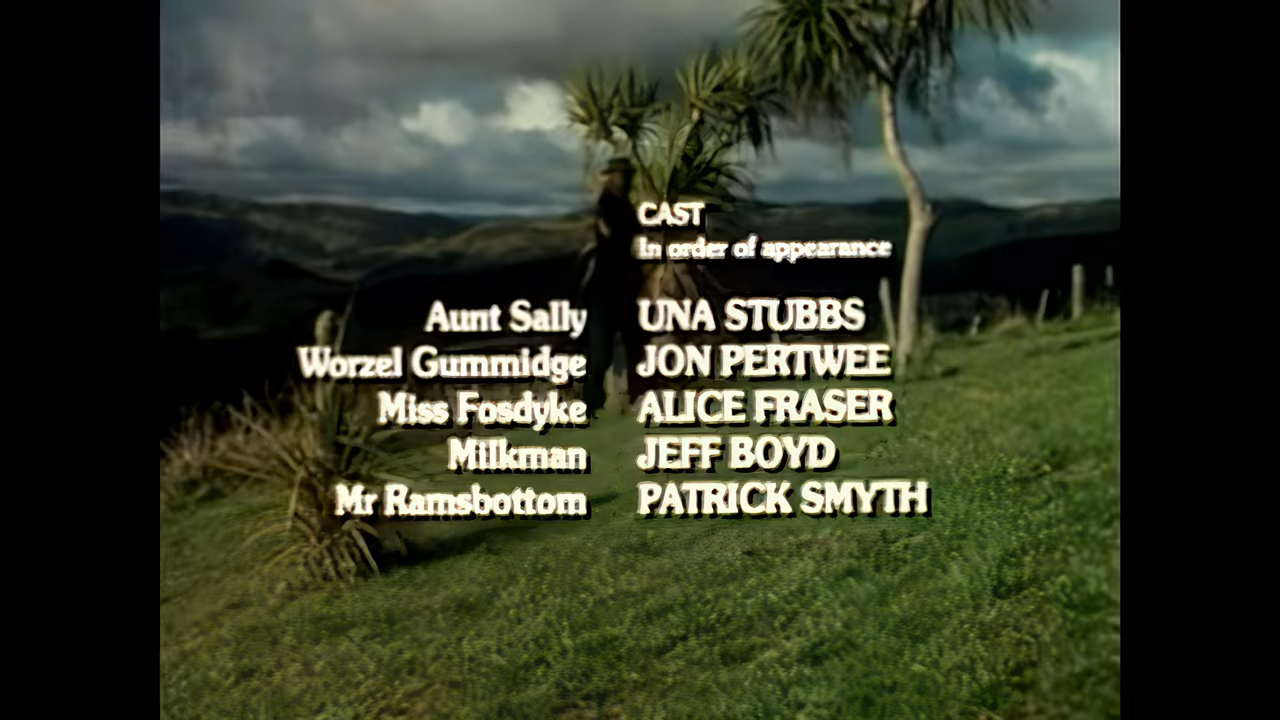 CAST
In order of appearance
Aunt Sally UNA STUBBS
Worzel Gummidge JON PERTWEE
Miss Fosdyke ALICE FRASER
Milkman JEFF BOYD
Mr Ramsbottom PATRICK SMYTH